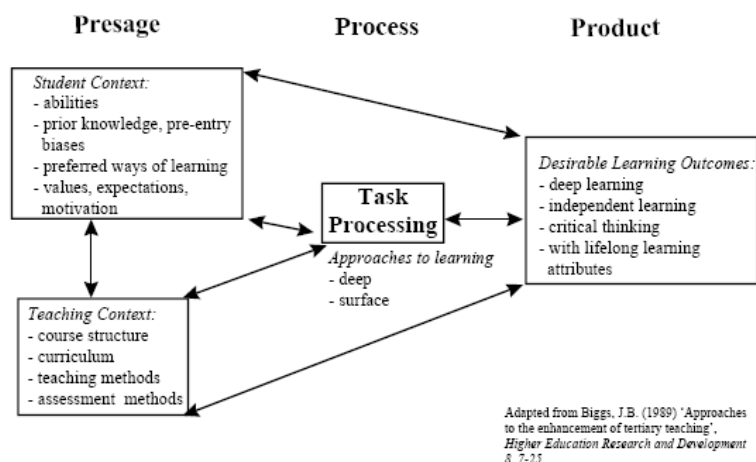 Presage
Process
Product
Student Context:
- abilities
- prior knowledge, pre-entry
biases
- preferred ways of learning
- values, expectations,
motivation
Teaching Context:
- course structure
- curriculum
- teaching methods
- assessment methods
Task
Processing
Approaches to learning
- deep
- surface
Desirable Learning Outcomes:
- deep learning
- independent learning
- critical thinking
- with lifelong learning
attributes
Adapted from Biggs, J.B. (1989) 'Approaches
to the enhancement of tertiary teaching',
Higher Education Research and Development
8, 7-25